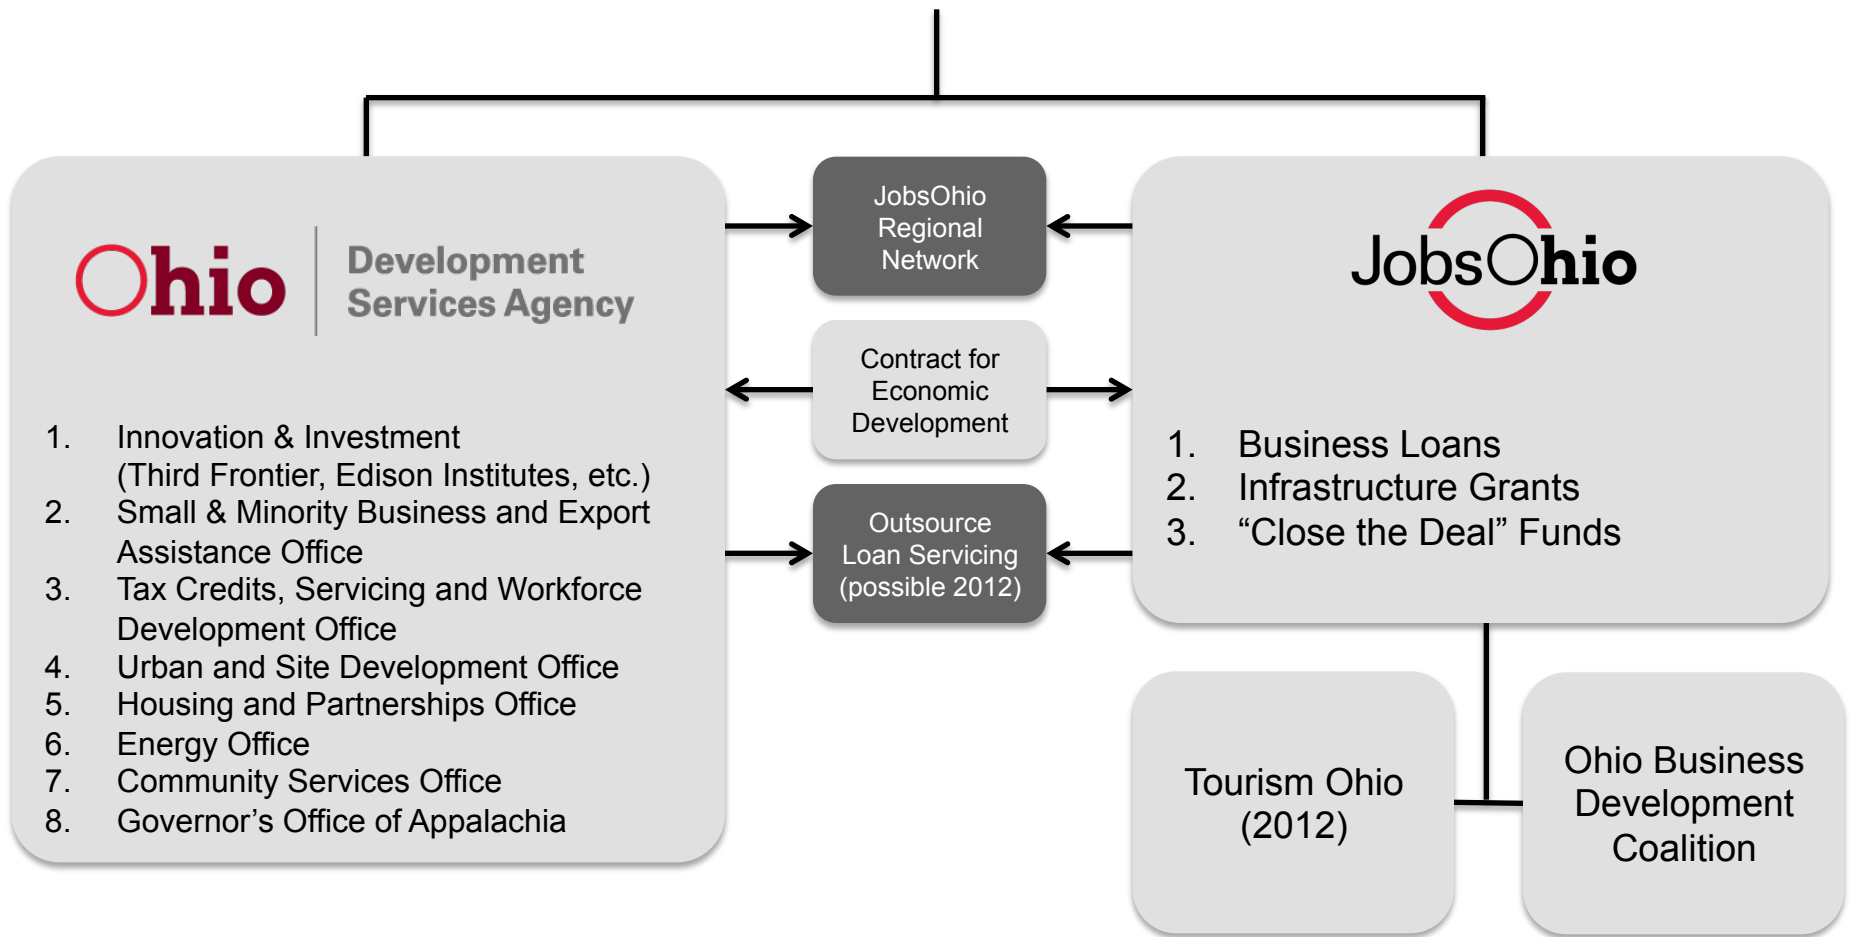 Ohio
Development
Services Agency
1. Innovation & Investment
(Third Frontier, Edison Institutes, etc.)
2. Small & Minority Business and Export
Assistance Office
3. Tax Credits, Servicing and Workforce
Development Office
4. Urban and Site Development Office
5. Housing and Partnerships Office
6. Energy Office
7. Community Services Office
8. Governor’s Office of Appalachia
JobsOhio
Regional
Network
Contract for
Economic
Development
Outsource
Loan Servicing
(possible 2012)
JobsOhio
1. Business Loans
2. Infrastructure Grants
3. “Close the Deal” Funds
Tourism Ohio
(2012)
Ohio Business
Development
Coalition